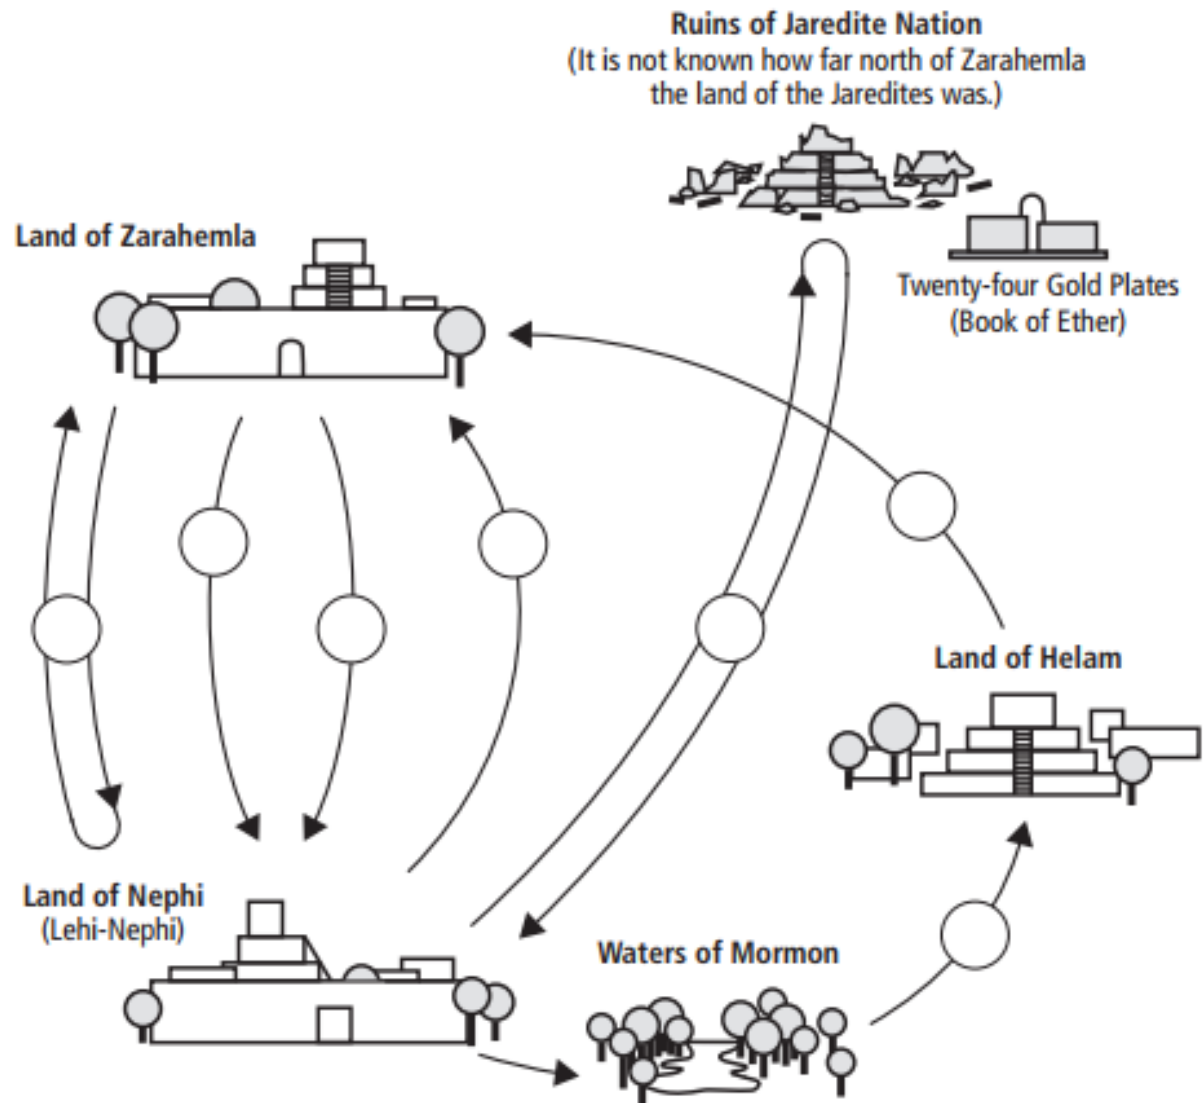 Ruins of Jaredite Nation
(It is not known how far north of Zarahemla
the land of the Jaredites was.)
Land of Zarahemla
Twenty-four Gold Plates
(Book of Ether)
Land of Helam
Land of Nephi
(Lehi-Nephi)
Waters of Mormon